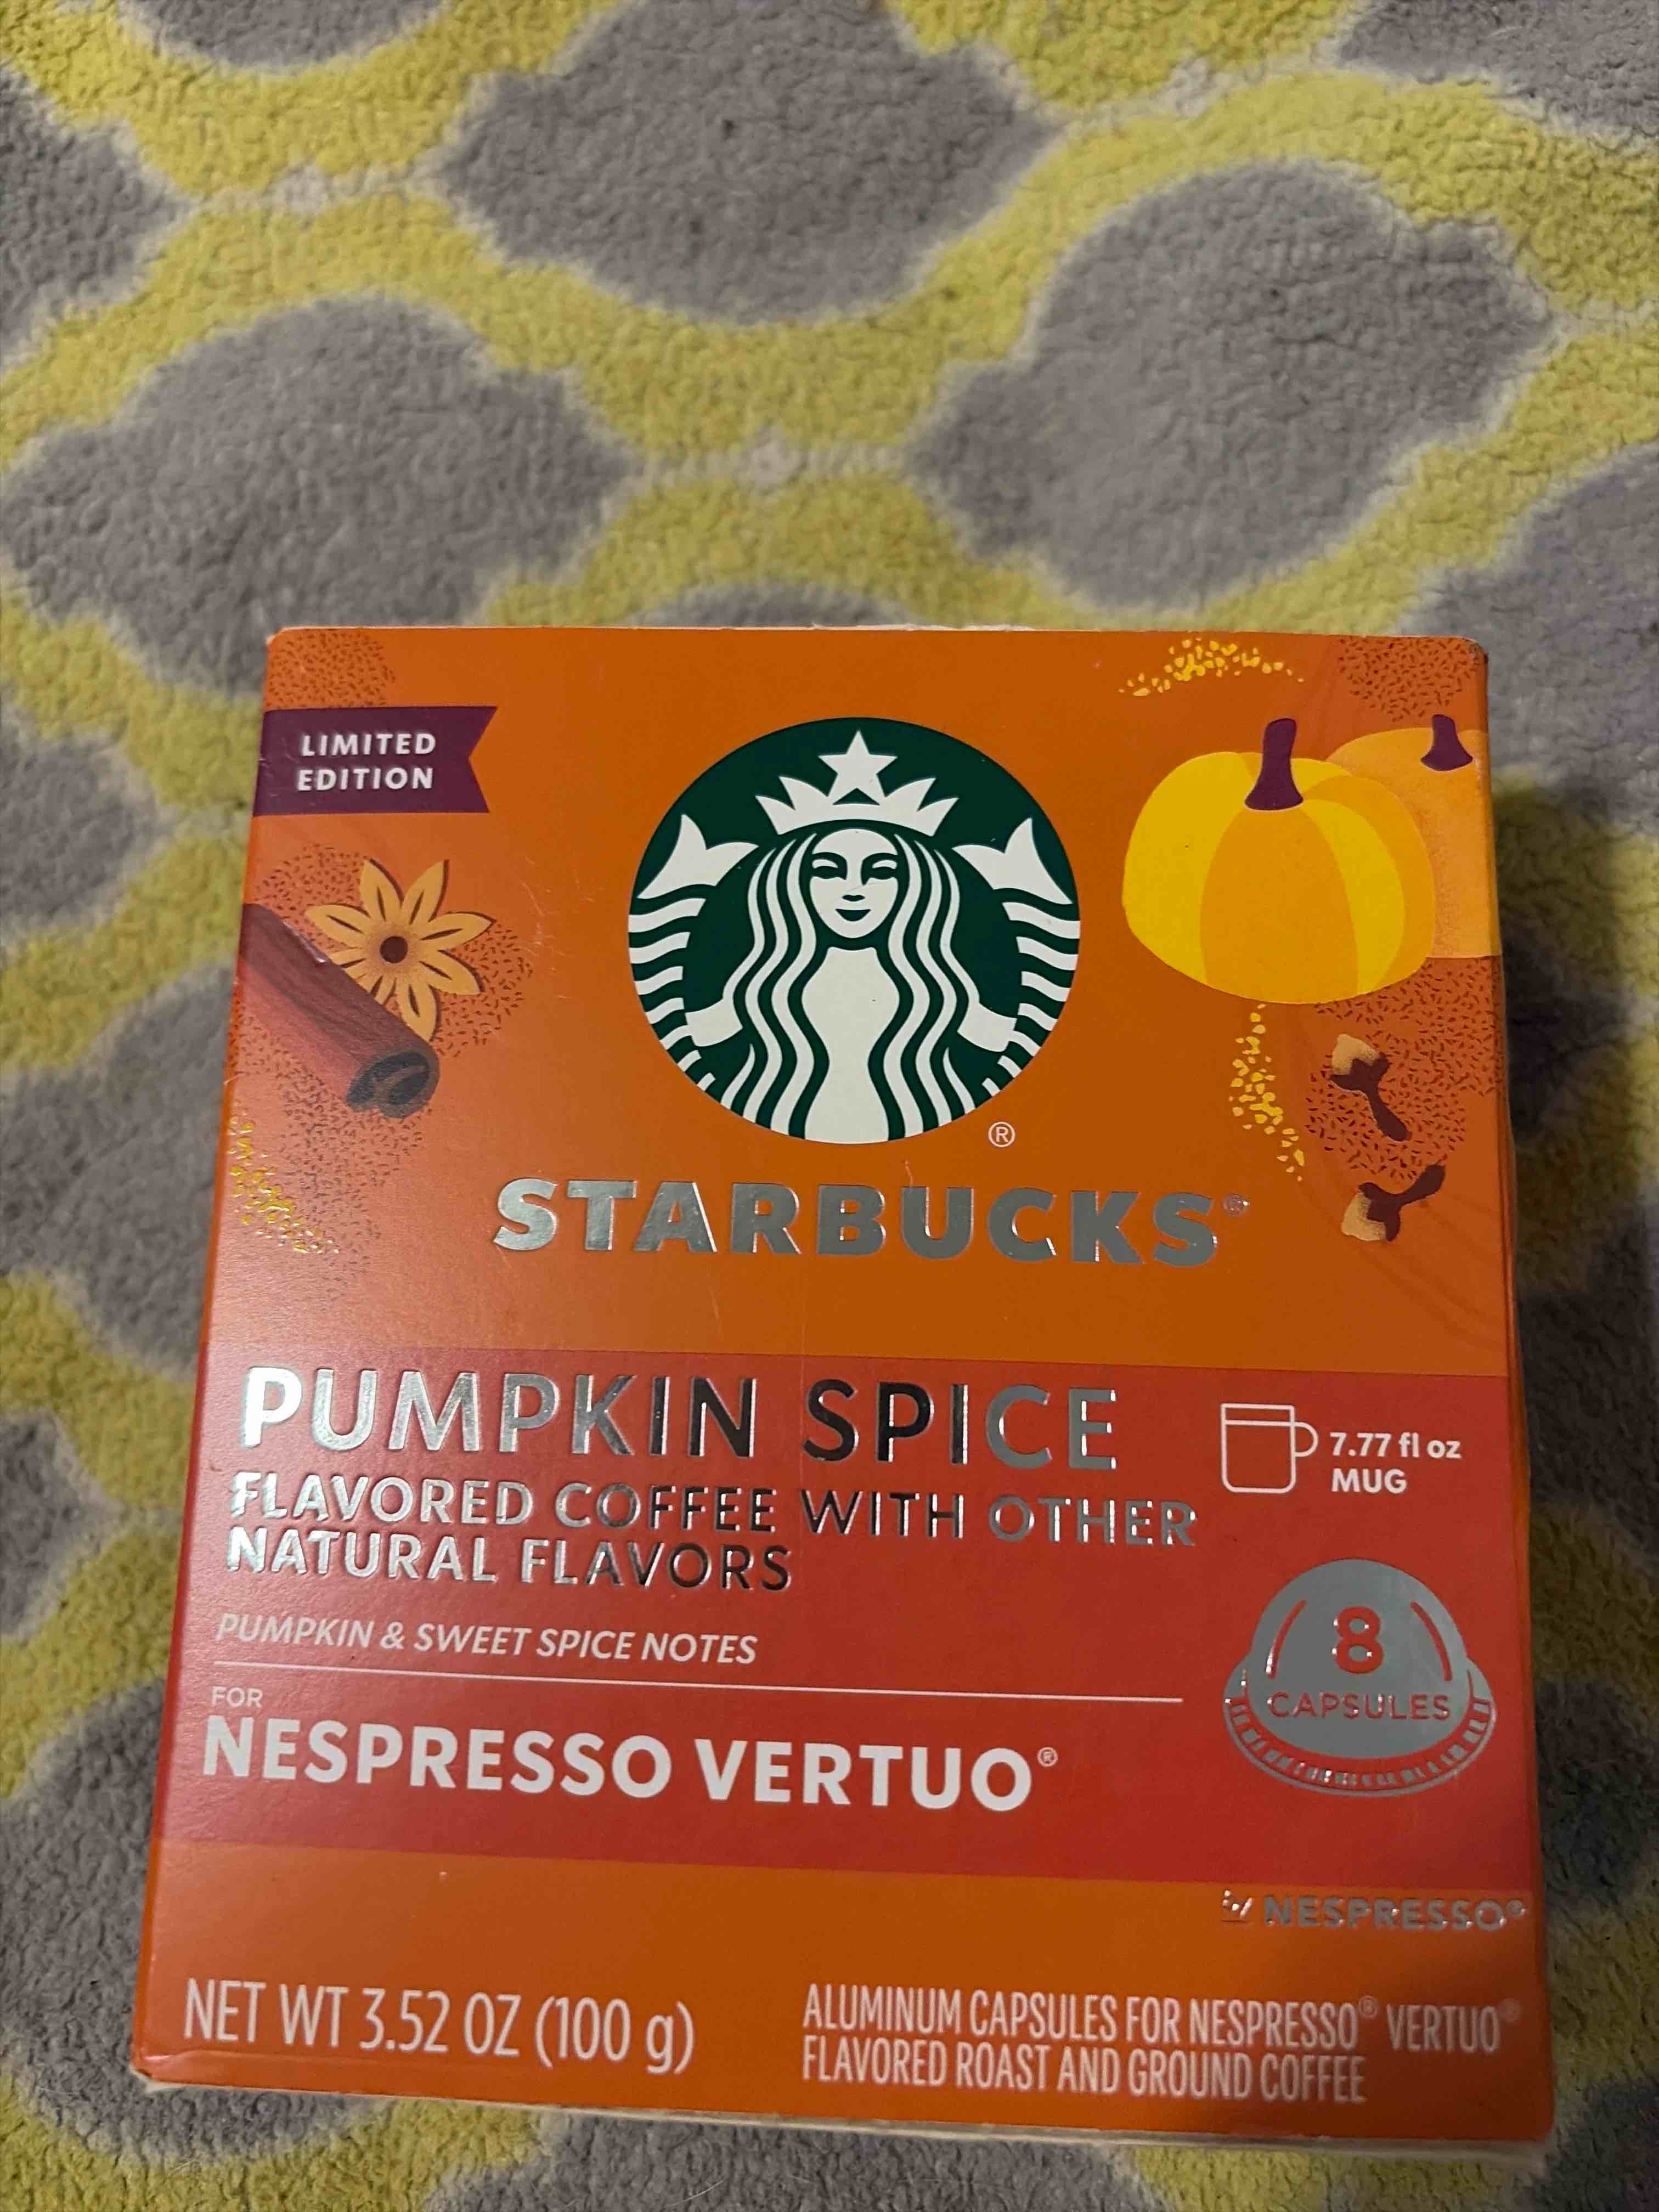 LIMITED
EDITION
®
STARBUCKS®
PUMPKIN SPICE
FLAVORED COFFEE WITH OTHER
NATURAL FLAVORS
PUMPKIN & SWEET SPICE NOTES
FOR
NESPRESSO VERTUO®
7.77 fl oz
MUG
8
CAPSULES
NESPRESSO®
NET WT 3.52 OZ (100 g)
ALUMINUM CAPSULES FOR NESPRESSO® VERTUO®
FLAVORED ROAST AND GROUND COFFEE